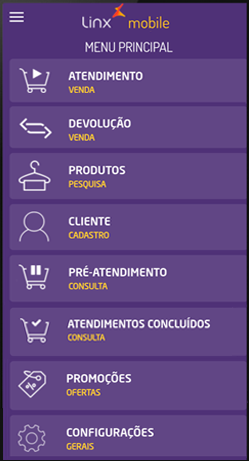 Linx mobile
MENU PRINCIPAL
ATENDIMENTO
VENDA
DEVOLUÇÃO
VENDA
PRODUTOS
PESQUISA
CLIENTE
CADASTRO
PRÉ-ATENDIMENTO
CONSULTA
ATENDIMENTOS CONCLUÍDOS
CONSULTA
PROMOÇÕES
OFERTAS
CONFIGURAÇÕES
GERAIS